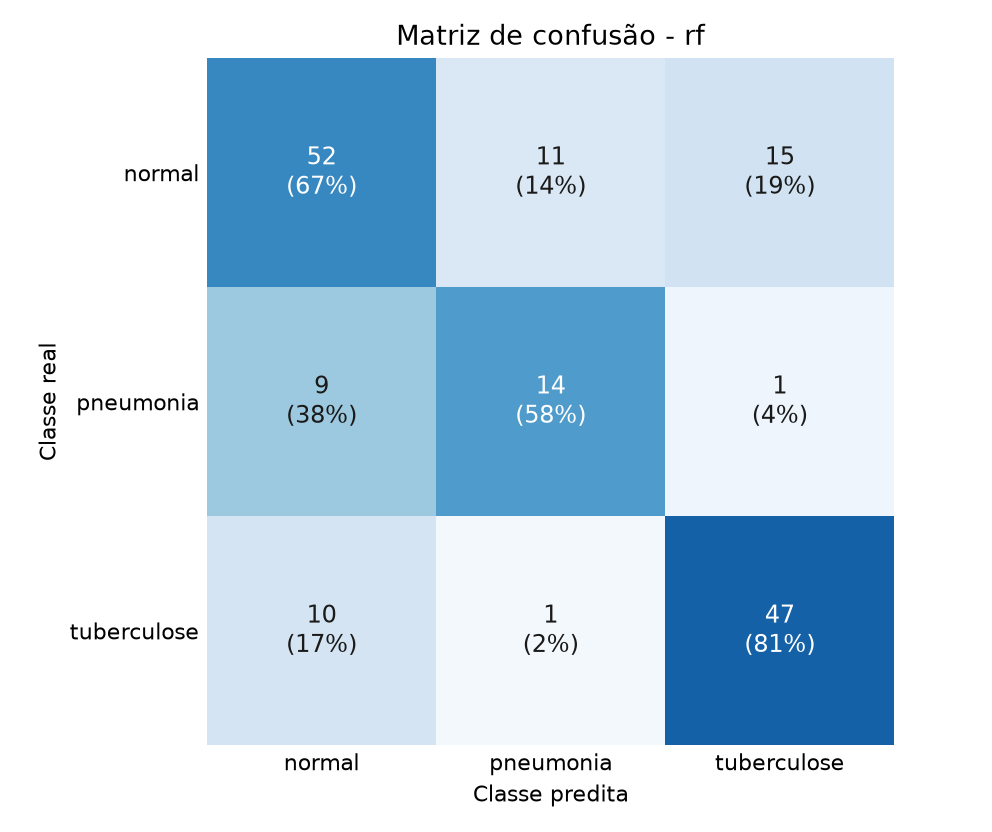 Matriz de confusão - rf
normal
52
(67%)
11
(14%)
15
(19%)
Classe real
pneumonia
9
(38%)
14
(58%)
1
(4%)
tuberculose
10
(17%)
1
(2%)
47
(81%)
normal
pneumonia
tuberculose
Classe predita